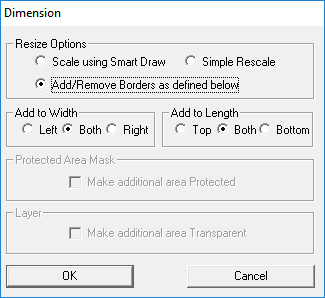 Dimension
Resize Options
Scale using Smart Draw Simple Rescale
Add/Remove Borders as defined below
Add to Width Add to Length
Left Both Right Top Both Bottom
Protected Area Mask
Make additional area Protected
Layer
Make additional area Transparent
OK Cancel